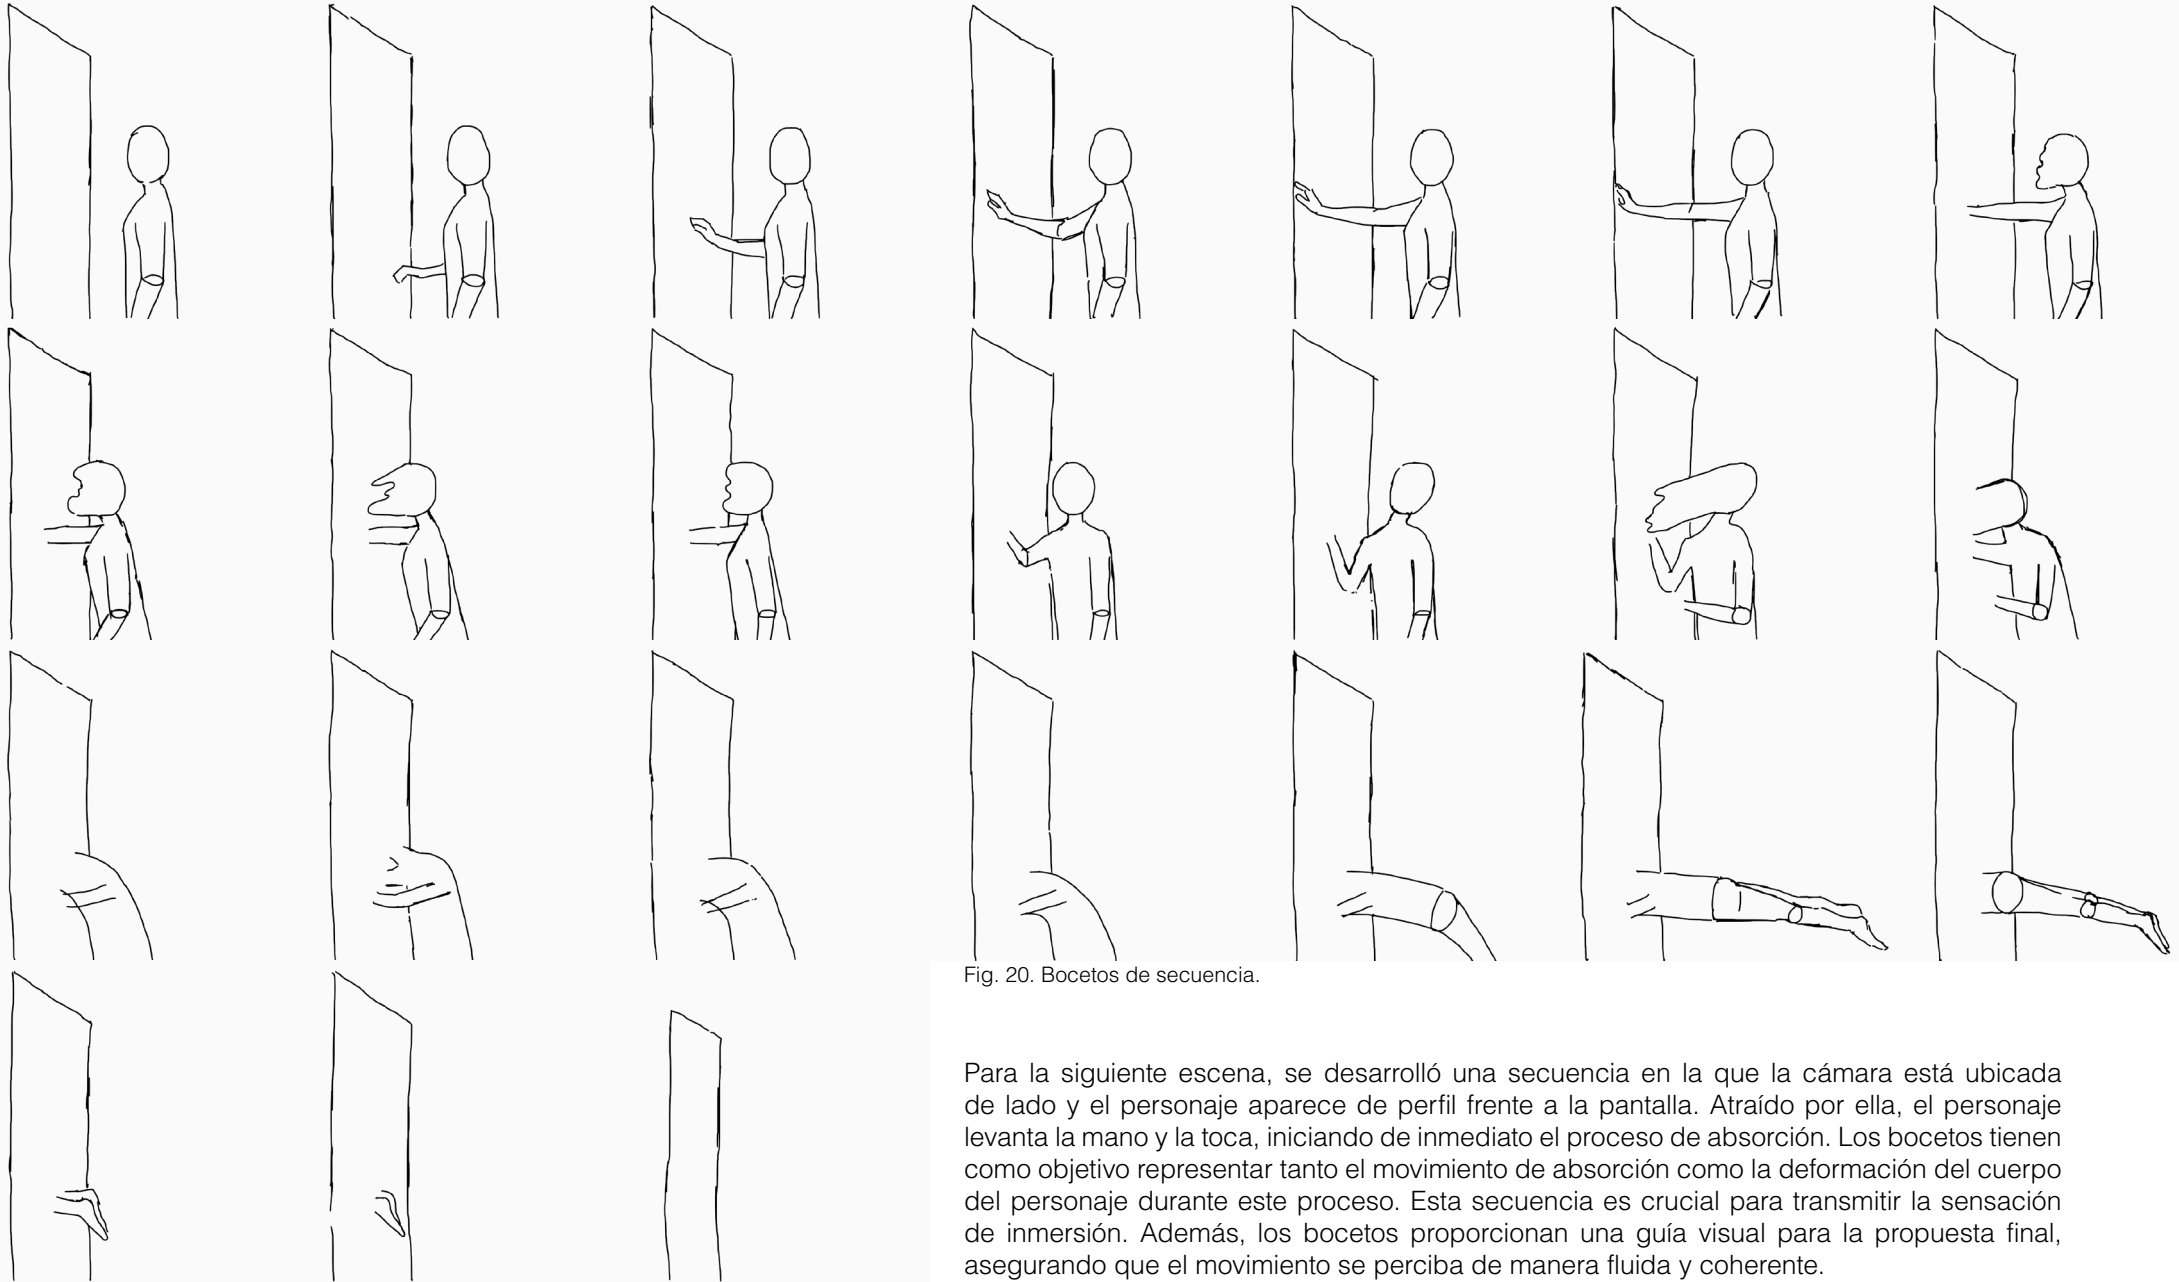 Fig. 20. Bocetos de secuencia.
Para la siguiente escena, se desarrolló una secuencia en la que la cámara está ubicada
de lado y el personaje aparece de perfil frente a la pantalla. Atraído por ella, el personaje
levanta la mano y la toca, iniciando de inmediato el proceso de absorción. Los bocetos tienen
como objetivo representar tanto el movimiento de absorción como la deformación del cuerpo
del personaje durante este proceso. Esta secuencia es crucial para transmitir la sensación
de inmersión. Además, los bocetos proporcionan una guía visual para la propuesta final,
asegurando que el movimiento se perciba de manera fluida y coherente.